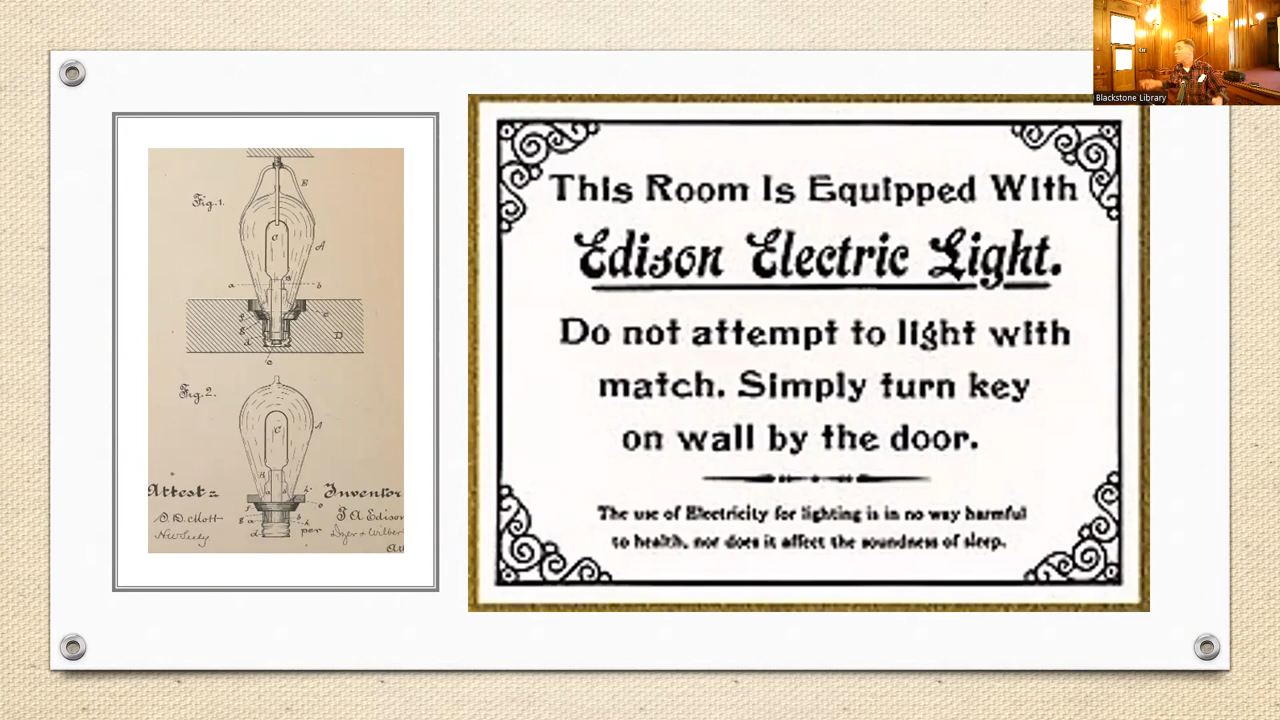 Blackstone Library
Fig. 1.
E
A
C
a
b
D
Fig. 2.
A
C
Attest=
Inventor
T A Edison
per
This Room Is Equipped With
Edison Electric Light.
Do not attempt to light with
match. Simply turn key
on wall by the door.
The use of Electricity for lighting is in no way harmful
to health, nor does it affect the soundness of sleep.